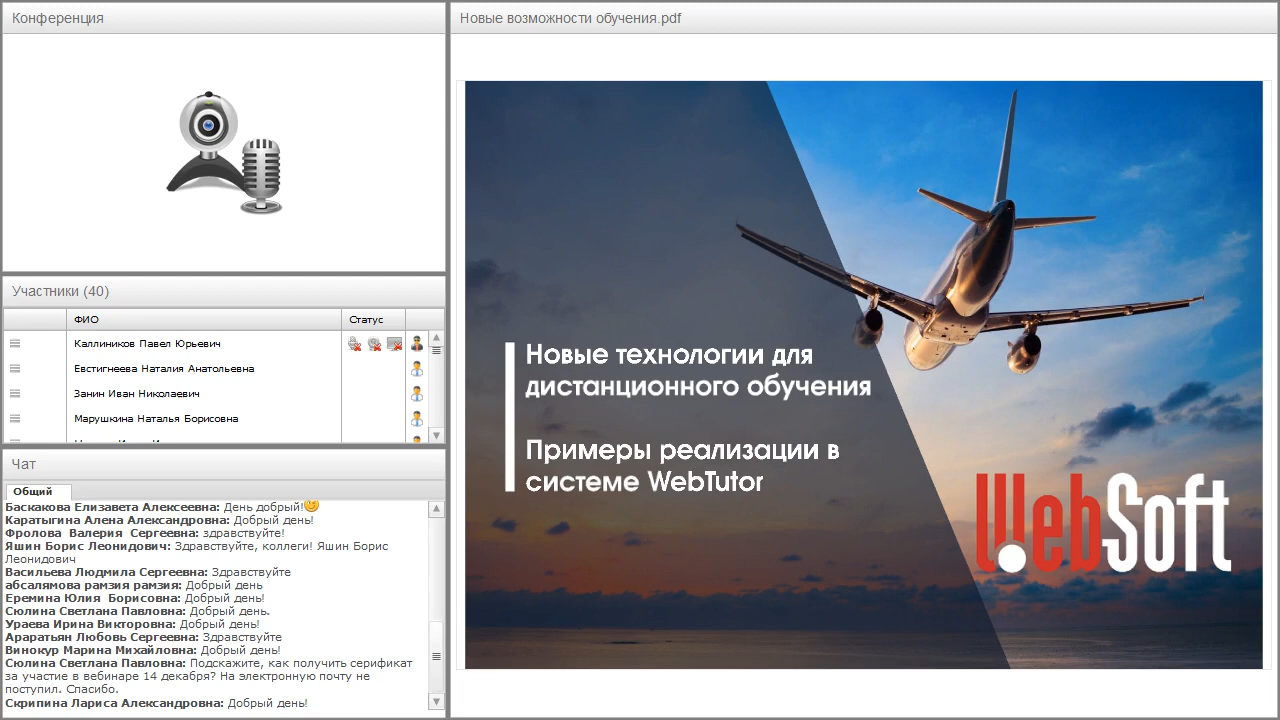 Конференция
Новые возможности обучения.pdf
Участники (40)
ФИО
Статус
Каллиников Павел Юрьевич
Евстигнеева Наталия Анатольевна
Занин Иван Николаевич
Марушкина Наталья Борисовна
Чат
Общий
Баскакова Елизавета Алексеевна: День добрый!
Каратыгина Алена Александровна: Добрый день!
Фролова Валерия Сергеевна: здравствуйте!
Яшин Борис Леонидович: Здравствуйте, коллеги! Яшин Борис
Леонидович
Васильева Людмила Сергеевна: Здравствуйте
абсалямова рамзия рамзия: Добрый день
Еремина Юлия Борисовна: Добрый день!
Сюлина Светлана Павловна: Добрый день.
Ураева Ирина Викторовна: Добрый день!
Араратьян Любовь Сергеевна: Здравствуйте
Винокур Марина Михайловна: Добрый день!
Сюлина Светлана Павловна: Подскажите, как получить серификат
за участие в вебинаре 14 декабря? На электронную почту не
поступил. Спасибо.
Скрипина Лариса Александровна: Добрый день!
Новые технологии для
дистанционного обучения
Примеры реализации в
системе WebTutor
WebSoft